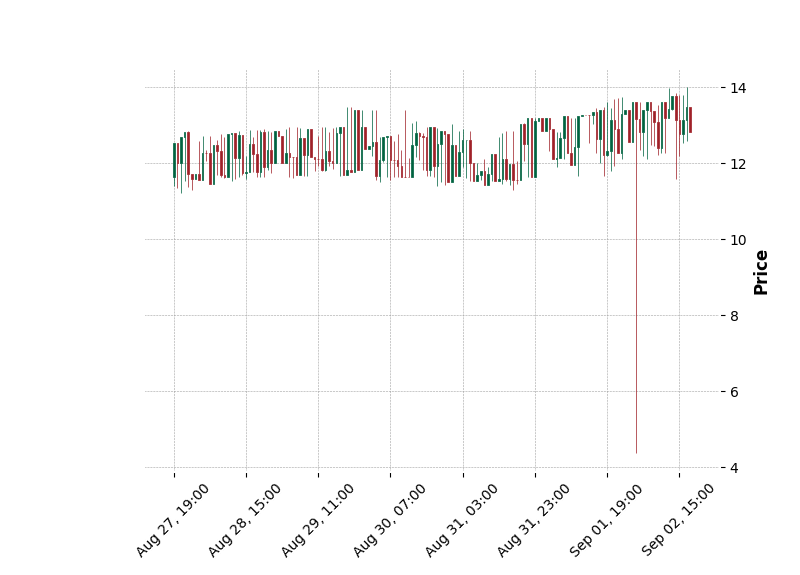 14
12
10
8
6
4
Price
Aug 27, 19:00
Aug 28, 15:00
Aug 29, 11:00
Aug 30, 07:00
Aug 31, 03:00
Aug 31, 23:00
Sep 01, 19:00
Sep 02, 15:00